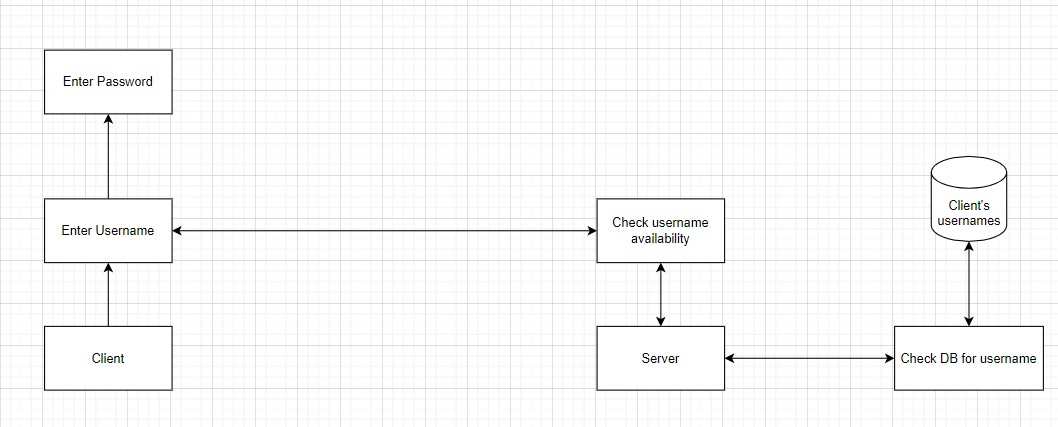 Enter Password
Enter Username
Check username
availability
Client's
usernames
Client
Server
Check DB for username